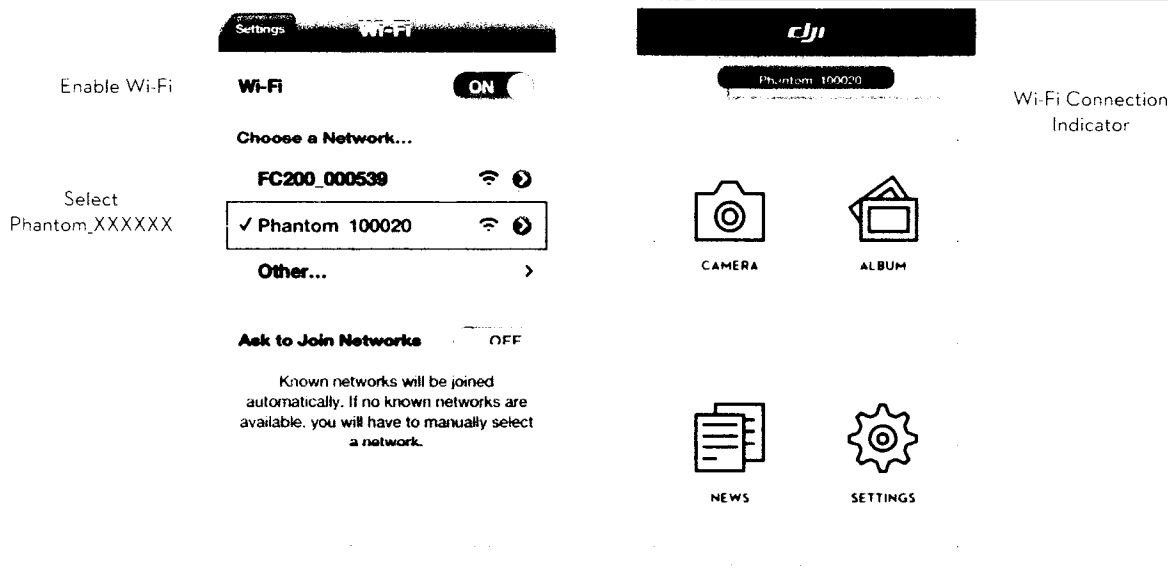 Settings
Wi-Fi
Enable Wi-Fi
Wi-Fi
ON
Choose a Network...
FC200_000539
Select
Phantom_XXXXXX
✓ Phantom 100020
Other...
Ask to Join Networks
OFF
Known networks will be joined
automatically. If no known networks are
available, you will have to manually select
a network.
dji
Phantom 100020
Wi-Fi Connection
Indicator
CAMERA
ALBUM
NEWS
SETTINGS